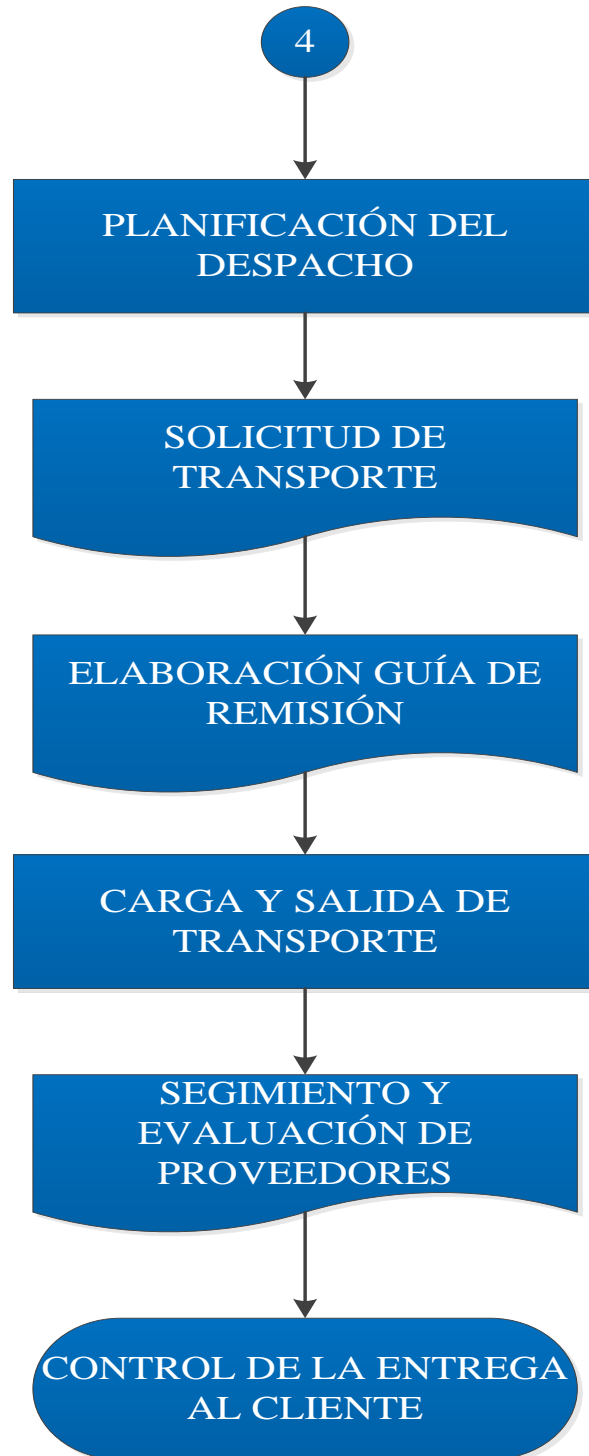 4
PLANIFICACIÓN DEL
DESPACHO
SOLICITUD DE
TRANSPORTE
ELABORACIÓN GUÍA DE
REMISIÓN
CARGA Y SALIDA DE
TRANSPORTE
SEGIMIENTO Y
EVALUACIÓN DE
PROVEEDORES
CONTROL DE LA ENTREGA
AL CLIENTE